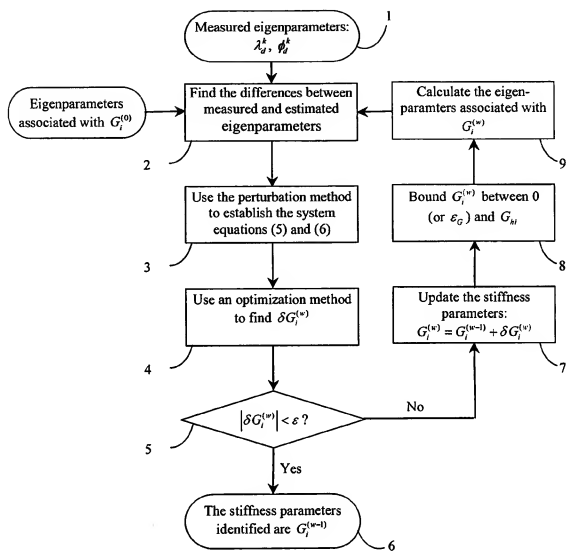 Measured eigenparameters:
λ_d^k, ϕ_d^k
1
Eigenparameters
associated with G_i^(0)
Find the differences between
measured and estimated
eigenparameters
2
Calculate the eigen-
paramters associated with
G_i^(w)
9
Use the perturbation method
to establish the system
equations (5) and (6)
3
Bound G_i^(w) between 0
(or ε_G) and G_hi
8
Use an optimization method
to find δG_i^(w)
4
Update the stiffness
parameters:
G_i^(w) = G_i^(w-1) + δG_i^(w)
7
|δG_i^(w)| < ε ?
5
No
Yes
The stiffness parameters
identified are G_i^(w-1)
6